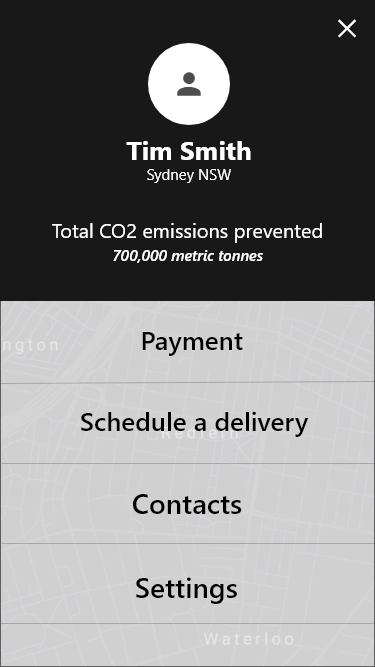 Tim Smith
Sydney NSW
Total CO2 emissions prevented
700,000 metric tonnes
ngton
Payment
Schedule a delivery
Redfern
Contacts
Settings
Waterloo